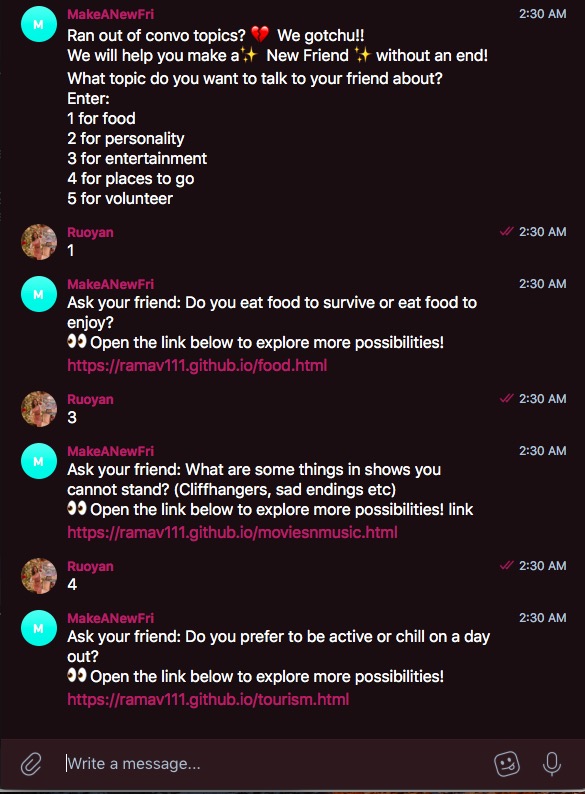 MakeANewFri 2:30 AM
Ran out of convo topics? 💔 We gotchu!!
We will help you make a✨ New Friend ✨ without an end!
What topic do you want to talk to your friend about?
Enter:
1 for food
2 for personality
3 for entertainment
4 for places to go
5 for volunteer
Ruoyan 2:30 AM
1
M
MakeANewFri 2:30 AM
Ask your friend: Do you eat food to survive or eat food to
enjoy?
👀 Open the link below to explore more possibilities!
https://ramav111.github.io/food.html
Ruoyan 2:30 AM
3
M
MakeANewFri 2:30 AM
Ask your friend: What are some things in shows you
cannot stand? (Cliffhangers, sad endings etc)
👀 Open the link below to explore more possibilities! link
https://ramav111.github.io/moviesnmusic.html
Ruoyan 2:30 AM
4
M
MakeANewFri 2:30 AM
Ask your friend: Do you prefer to be active or chill on a day
out?
👀 Open the link below to explore more possibilities!
https://ramav111.github.io/tourism.html
Write a message...